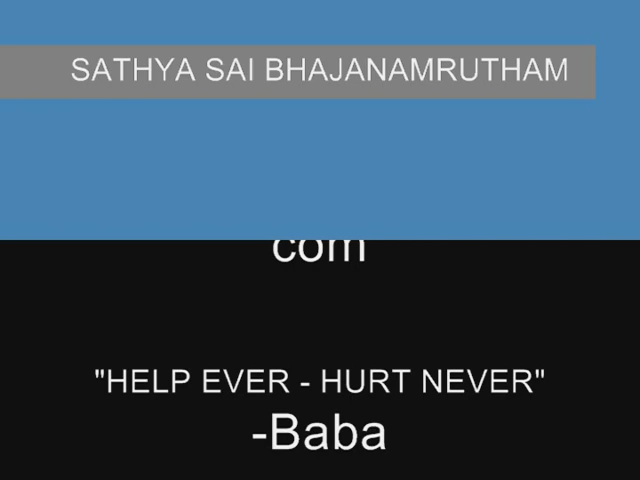 SATHYA SAI BHAJANAMRUTHAM
com
"HELP EVER - HURT NEVER"
-Baba